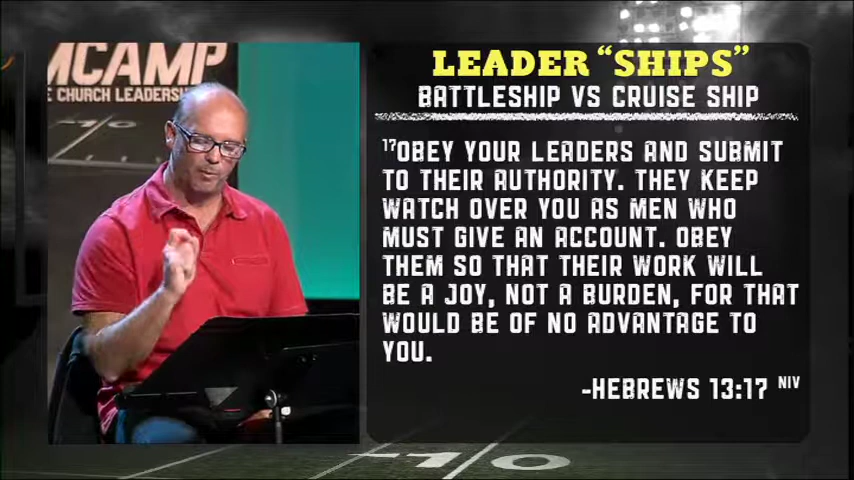 MCAMP
E CHURCH LEADERSH
10
LEADER “SHIPS”
BATTLESHIP VS CRUISE SHIP
17OBEY YOUR LEADERS AND SUBMIT
TO THEIR AUTHORITY. THEY KEEP
WATCH OVER YOU AS MEN WHO
MUST GIVE AN ACCOUNT. OBEY
THEM SO THAT THEIR WORK WILL
BE A JOY, NOT A BURDEN, FOR THAT
WOULD BE OF NO ADVANTAGE TO
YOU.
-HEBREWS 13:17 NIV
10